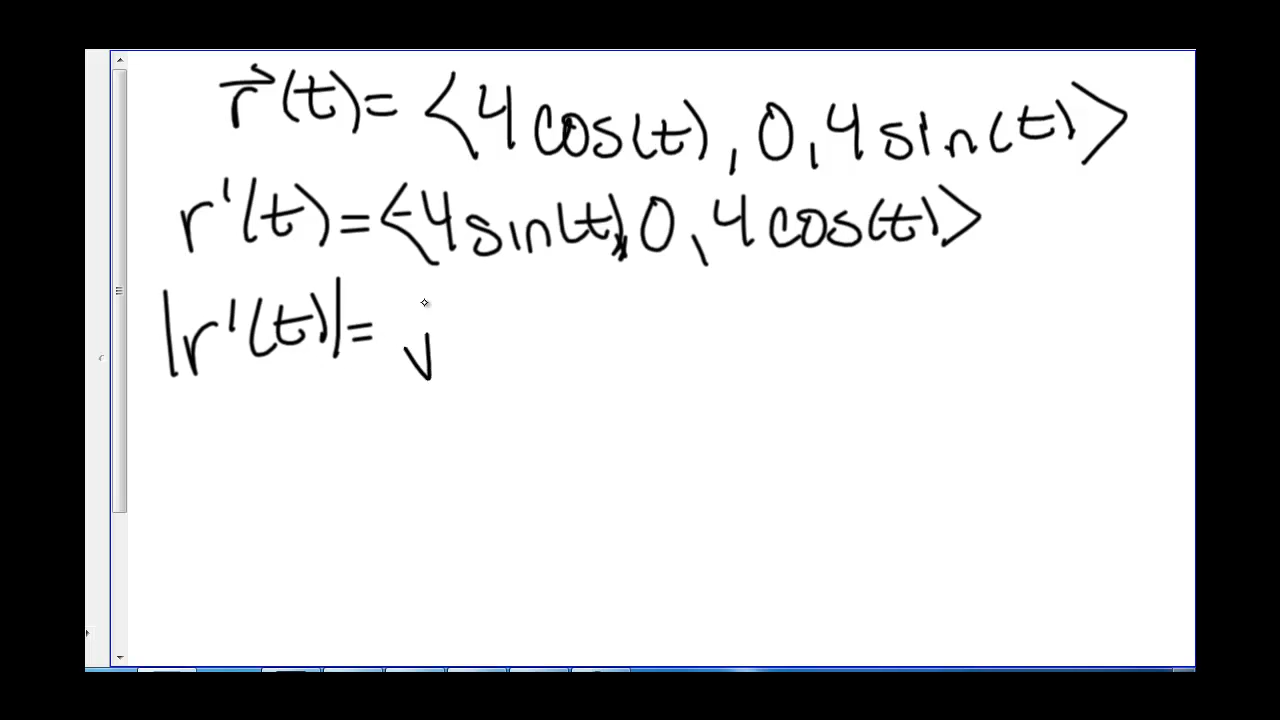 r⃗(t)= <4cos(t), 0, 4sin(t)>
r'(t)=<-4sin(t), 0, 4cos(t)>
|r'(t)|= √